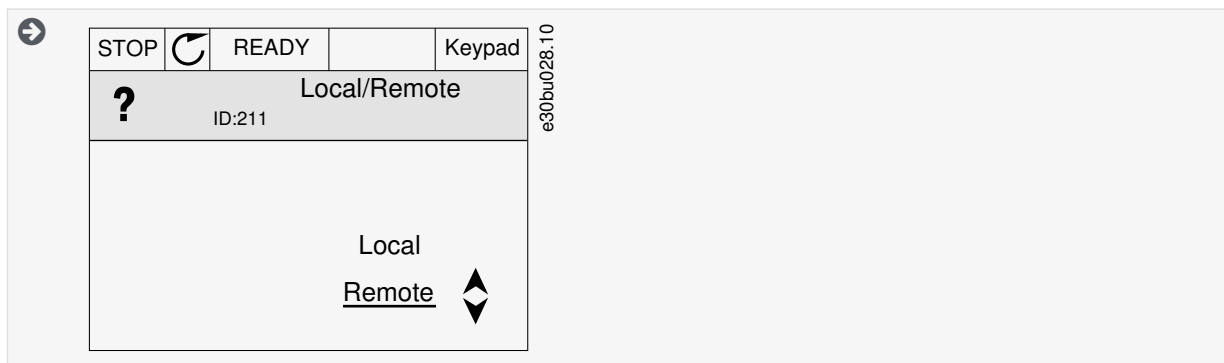 STOP READY Keypad
? Local/Remote
ID:211
Local
Remote
e30bu028.10